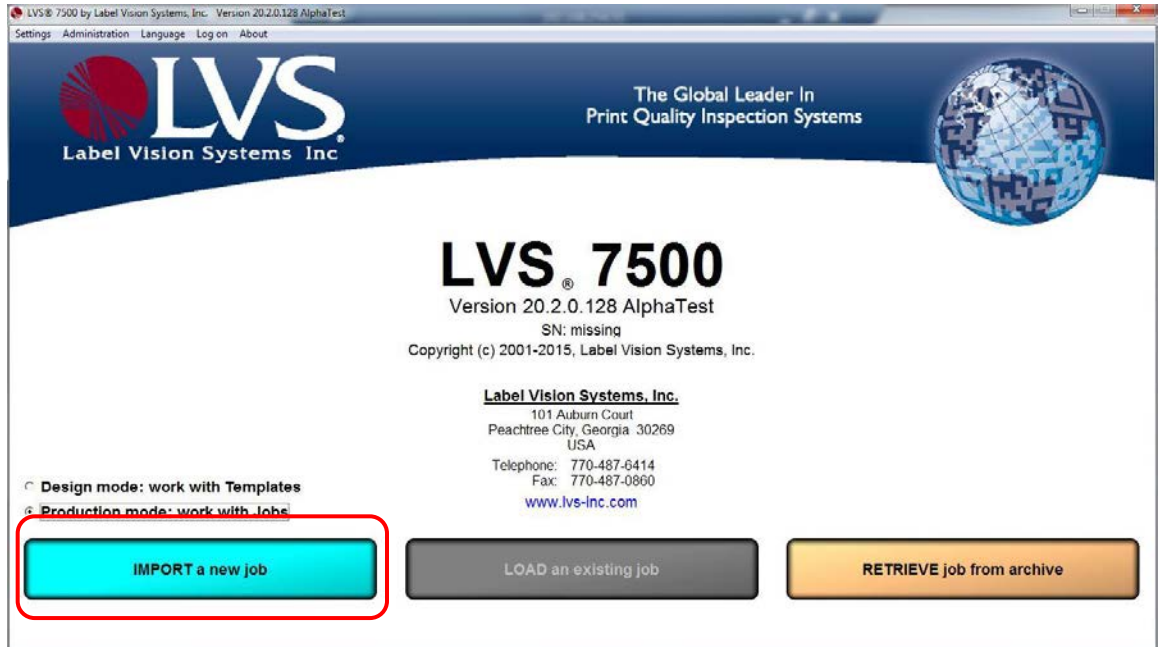 LVS® 7500 by Label Vision Systems, Inc. Version 20.2.0.128 AlphaTest
Settings Administration Language Log on About
LVS®
Label Vision Systems Inc
The Global Leader In
Print Quality Inspection Systems
LVS® 7500
Version 20.2.0.128 AlphaTest
SN: missing
Copyright (c) 2001-2015, Label Vision Systems, Inc.
Label Vision Systems, Inc.
101 Auburn Court
Peachtree City, Georgia 30269
USA
Telephone: 770-487-6414
Fax: 770-487-0860
www.lvs-inc.com
Design mode: work with Templates
Production mode: work with Jobs
IMPORT a new job
LOAD an existing job
RETRIEVE job from archive